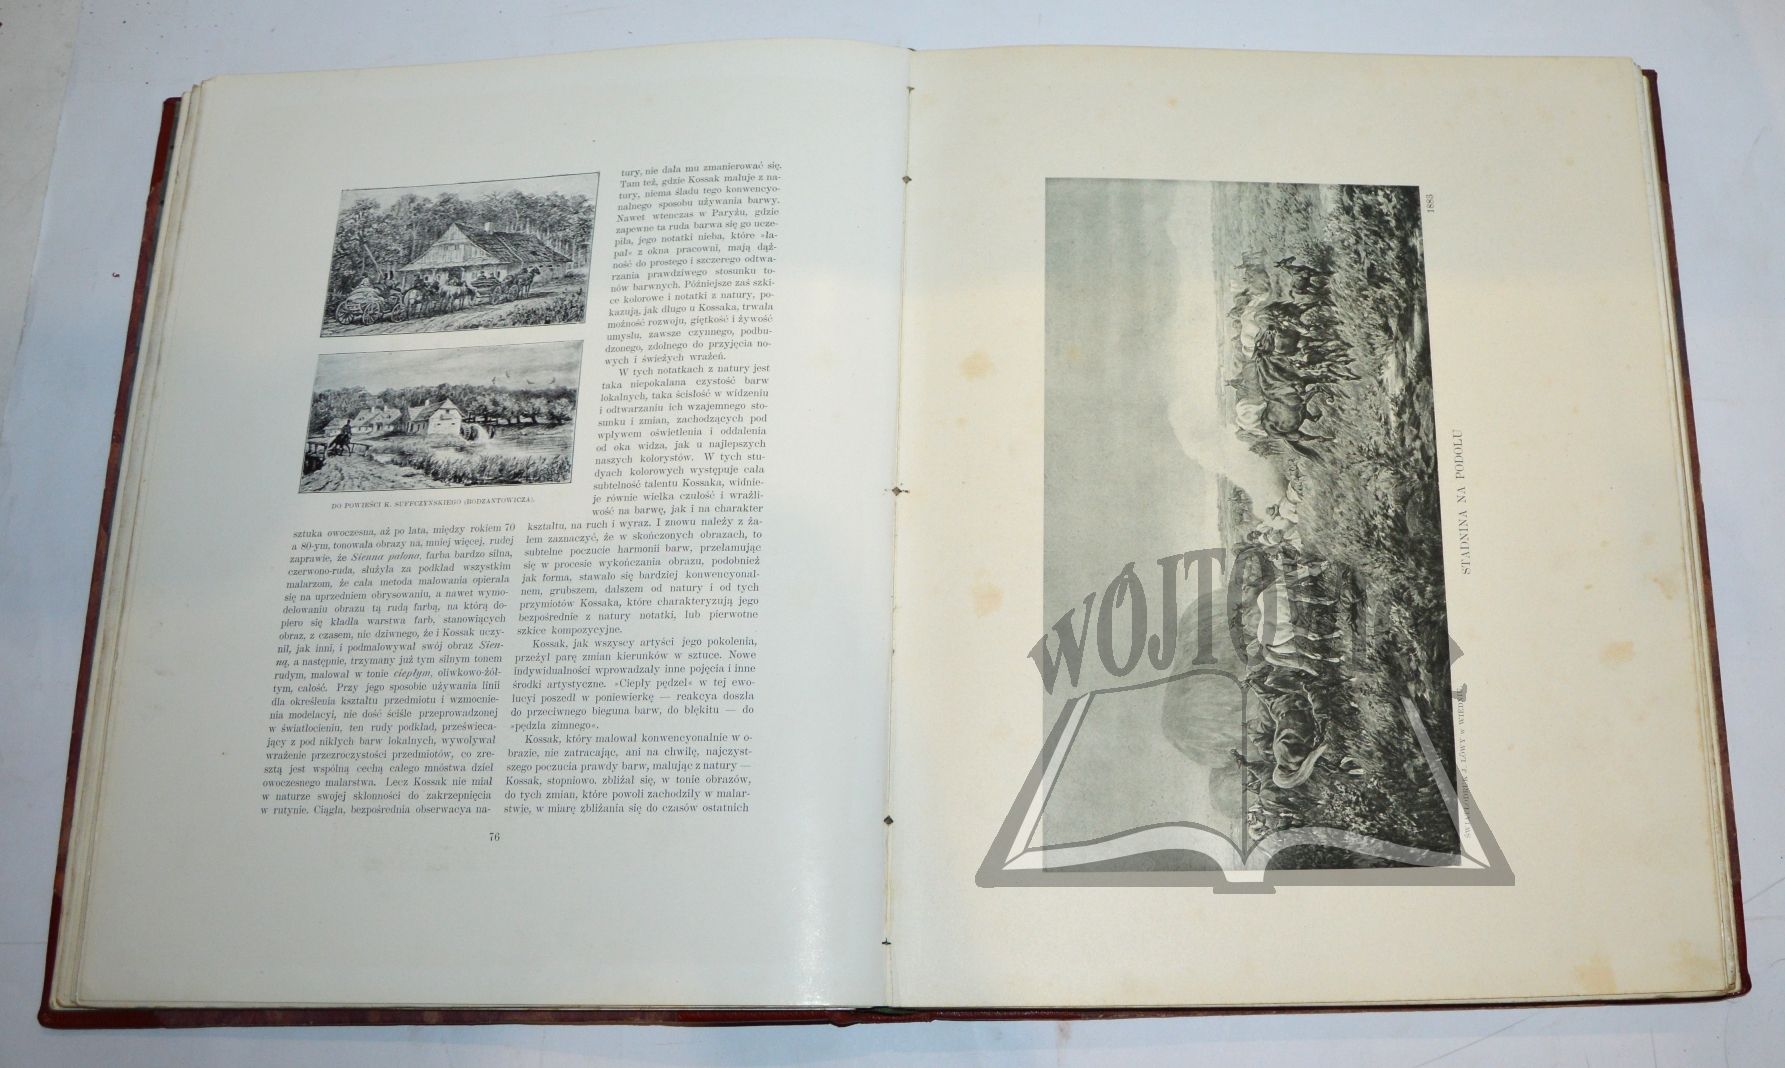 DO POWIEŚCI K. SUFFCZYŃSKIEGO (BODZANTOWICZA).
sztuka owoczesna, aż po lata, między rokiem 70
a 80-ym, tonowała obrazy na, mniej więcej, rudej
zaprawie, że Sienna palona, farba bardzo silna,
czerwono-ruda, służyła za podkład wszystkim
malarzom, że cała metoda malowania opierała
się na uprzedniem obrysowaniu, a nawet wymo-
delowaniu obrazu tą rudą farbą, na którą do-
piero się kładła warstwa farb, stanowiących
obraz, z czasem, nic dziwnego, że i Kossak uczy-
nił, jak inni, i podmalowywał swój obraz Sien-
ną, a następnie, trzymany już tym silnym tonem
rudym, malował w tonie ciepłym, oliwkowo-żół-
tym, całość. Przy jego sposobie używania linii
dla określenia kształtu przedmiotu i wzmocnie-
nia modelacyi, nie dość ściśle przeprowadzonej
w światłocieniu, ten rudy podkład, prześwieca-
jący z pod nikłych barw lokalnych, wywoływał
wrażenie przezroczystości przedmiotów, co zre-
sztą jest wspólną cechą całego mnóstwa dzieł
owoczesnego malarstwa. Lecz Kossak nie miał
w naturze swojej skłonności do zakrzepnięcia
w rutynie. Ciągła, bezpośrednia obserwacya na-
tury, nie dała mu zmanierować się.
Tam też, gdzie Kossak maluje z na-
tury, niema śladu tego konwencyo-
nalnego sposobu używania barwy.
Nawet wtenczas w Paryżu, gdzie
zapewne ta ruda barwa się go ucze-
piła, jego notatki nieba, które »ła-
pał« z okna pracowni, mają dąż-
ność do prostego i szczerego odtwa-
rzania prawdziwego stosunku to-
nów barwnych. Późniejsze zaś szki-
ce kolorowe i notatki z natury, po-
kazują, jak długo u Kossaka, trwała
możność rozwoju, giętkość i żywość
umysłu, zawsze czynnego, podbu-
dzonego, zdolnego do przyjęcia no-
wych i świeżych wrażeń.
W tych notatkach z natury jest
taka niepokalana czystość barw
lokalnych, taka ścisłość w widzeniu
i odtwarzaniu ich wzajemnego sto-
sunku i zmian, zachodzących pod
wpływem oświetlenia i oddalenia
od oka widza, jak u najlepszych
naszych kolorystów. W tych stu-
dyach kolorowych występuje cała
subtelność talentu Kossaka, widnie-
je równie wielka czułość i wrażli-
wość na barwę, jak i na charakter
kształtu, na ruch i wyraz. I znowu należy z ża-
lem zaznaczyć, że w skończonych obrazach, to
subtelne poczucie harmonii barw, przełamując
się w procesie wykończania obrazu, podobnież
jak forma, stawało się bardziej konwencyonal-
nem, grubszem, dalszem od natury i od tych
przymiotów Kossaka, które charakteryzują jego
bezpośrednie z natury notatki, lub pierwotne
szkice kompozycyjne.
Kossak, jak wszyscy artyści jego pokolenia,
przeżył parę zmian kierunków w sztuce. Nowe
indywidualności wprowadzały inne pojęcia i inne
środki artystyczne. »Ciepły pędzel« w tej ewo-
lucyi poszedł w poniewierkę — reakcya doszła
do przeciwnego bieguna barw, do błękitu — do
»pędzla zimnego«.
Kossak, który malował konwencyonalnie w o-
brazie, nie zatracając, ani na chwilę, najczyst-
szego poczucia prawdy barw, malując z natury —
Kossak, stopniowo, zbliżał się, w tonie obrazów,
do tych zmian, które powoli zachodziły w malar-
stwie, w miarę zbliżania się do czasów ostatnich
76
1885
STADNINA NA PODOLU
ŚWIATŁODRUK J. LÖWY W WIEDNIU
WÓJTO